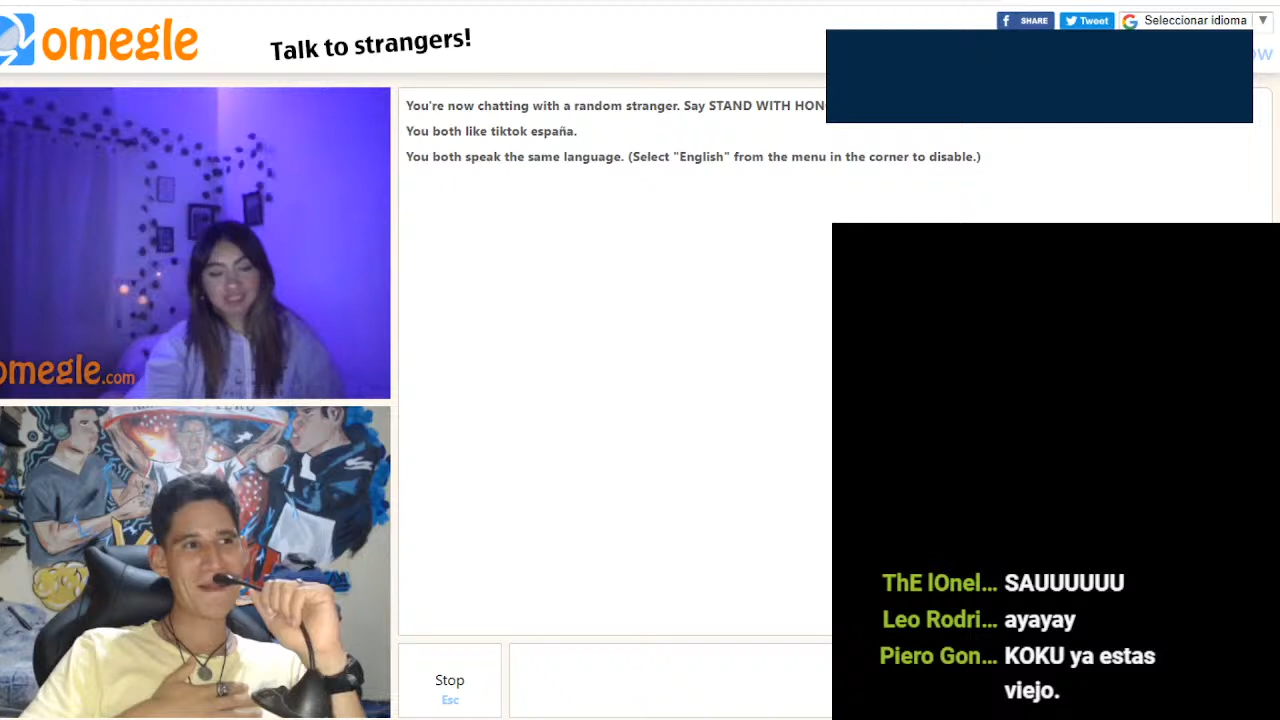 omegle
Talk to strangers!
SHARE
Tweet
Seleccionar idioma
You're now chatting with a random stranger. Say STAND WITH
You both like tiktok españa.
You both speak the same language. (Select "English" from the menu in the corner to disable.)
omegle.com
ThE lOnel... SAUUUUUU
Leo Rodri... ayayay
Piero Gon... KOKU ya estas
viejo.
Stop
Esc